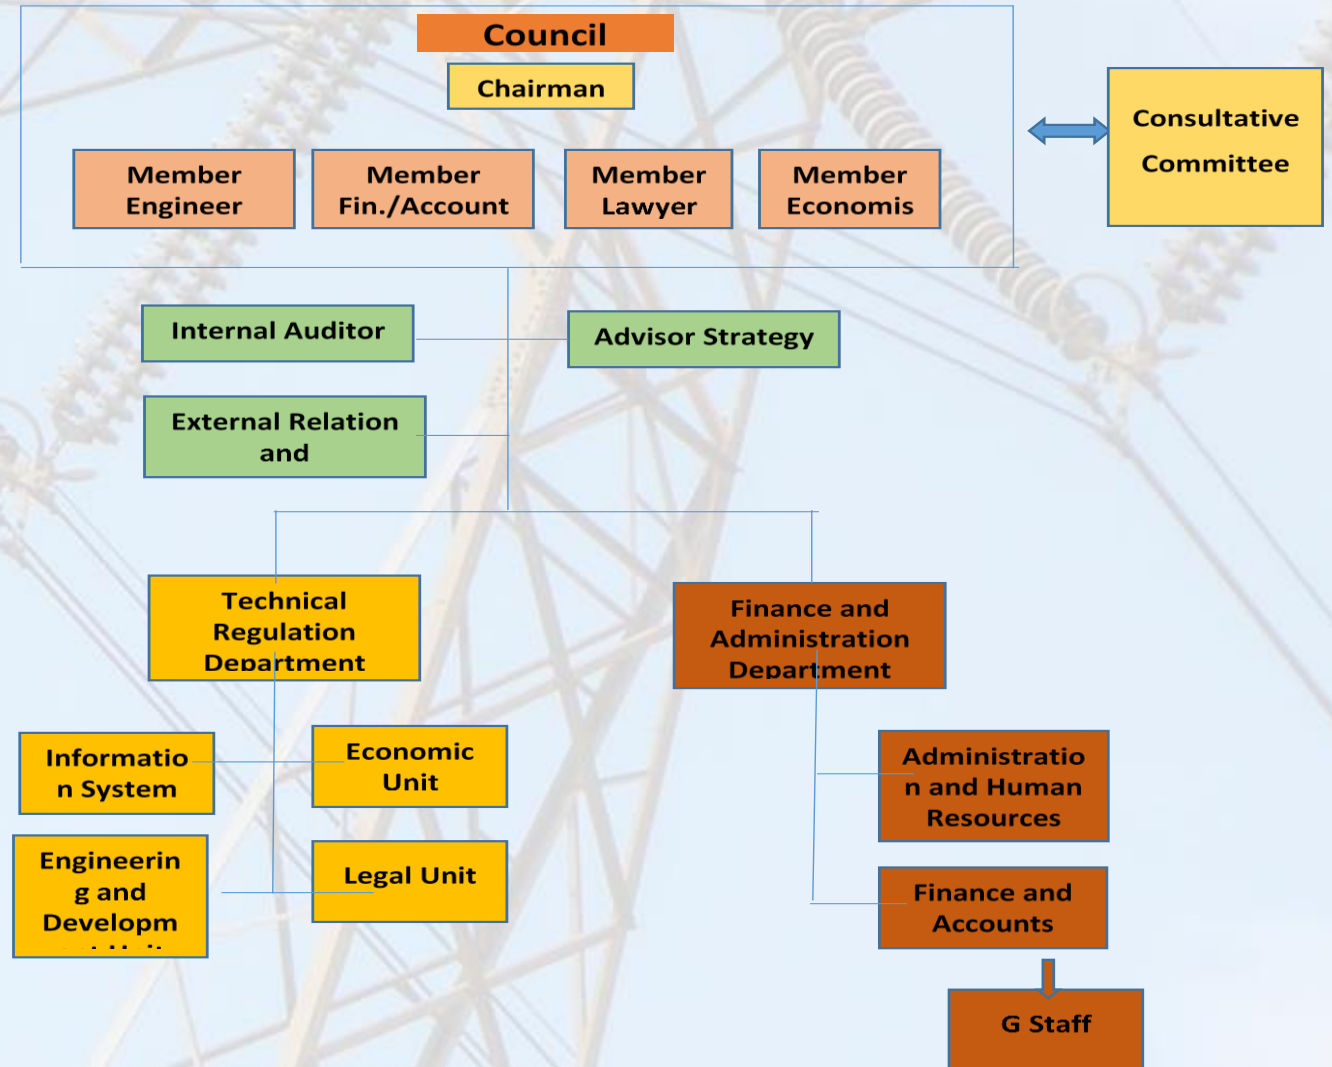 Council
Chairman
Consultative
Committee
Member
Engineer
Member
Fin./Account
Member
Lawyer
Member
Economis
Internal Auditor
Advisor Strategy
External Relation
and
Technical
Regulation
Department
Finance and
Administration
Department
Informatio
n System
Economic
Unit
Administratio
n and Human
Resources
Engineerin
g and
Developm
Legal Unit
Finance and
Accounts
G Staff